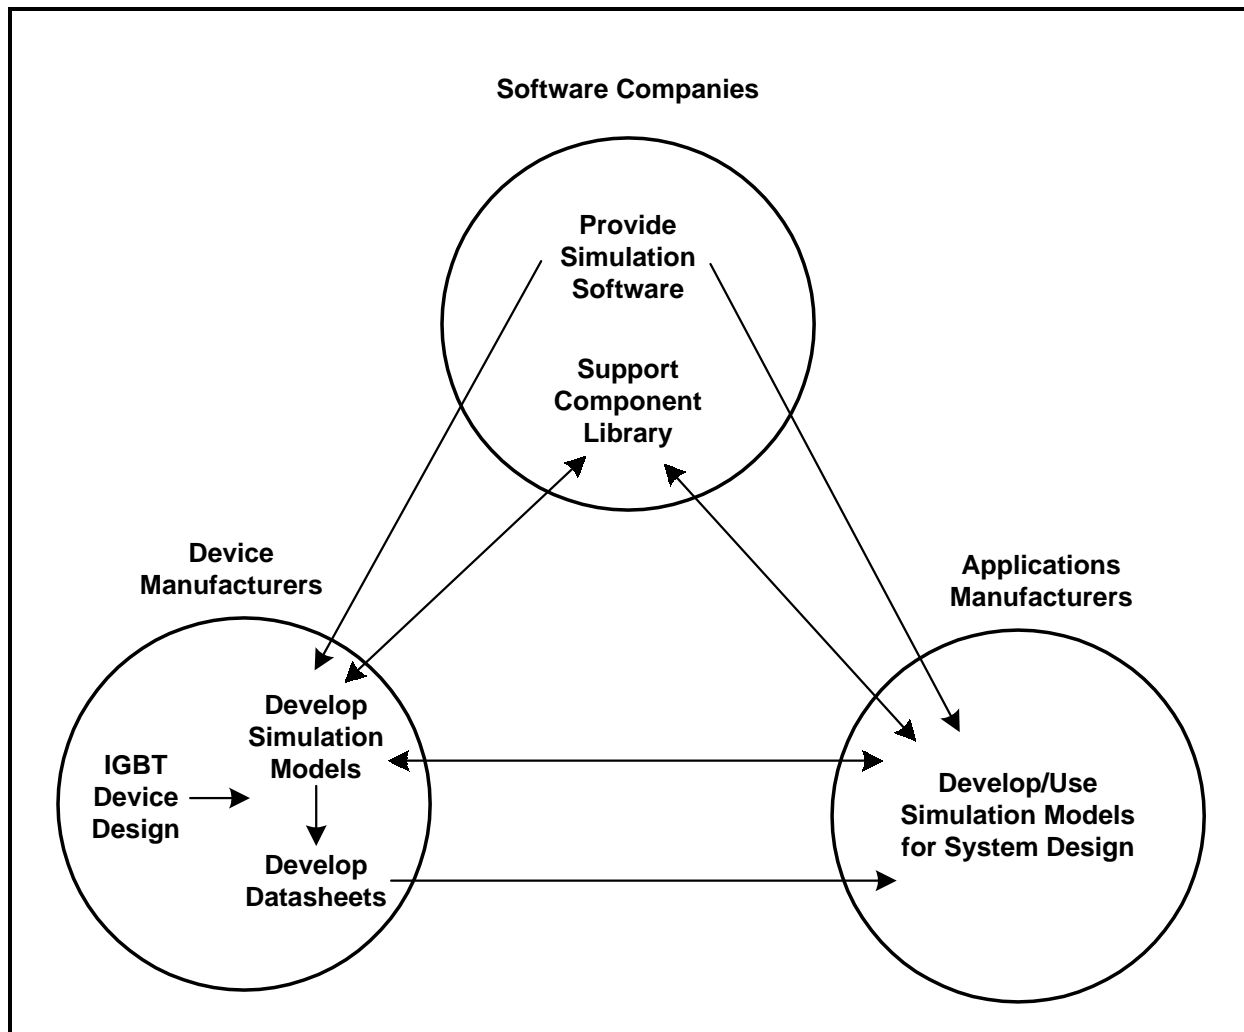 Software Companies
Provide
Simulation
Software
Support
Component
Library
Device
Manufacturers
Applications
Manufacturers
Develop
Simulation
Models
IGBT
Device
Design
Develop
Datasheets
Develop/Use
Simulation Models
for System Design